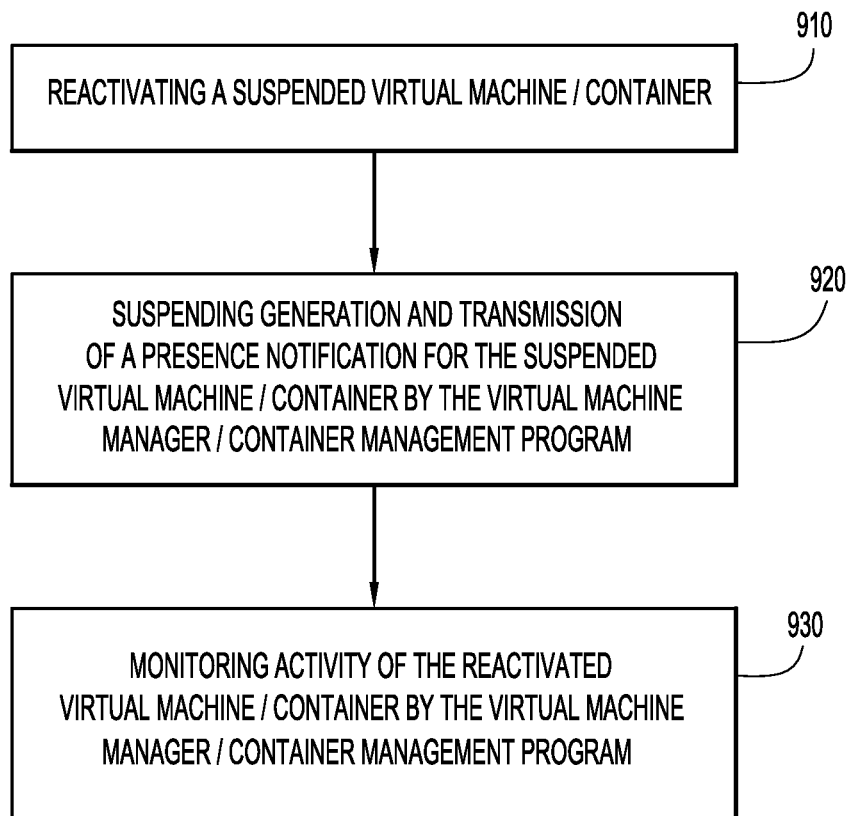 910
REACTIVATING A SUSPENDED VIRTUAL MACHINE / CONTAINER
920
SUSPENDING GENERATION AND TRANSMISSION
OF A PRESENCE NOTIFICATION FOR THE SUSPENDED
VIRTUAL MACHINE / CONTAINER BY THE VIRTUAL MACHINE
MANAGER / CONTAINER MANAGEMENT PROGRAM
930
MONITORING ACTIVITY OF THE REACTIVATED
VIRTUAL MACHINE / CONTAINER BY THE VIRTUAL MACHINE
MANAGER / CONTAINER MANAGEMENT PROGRAM